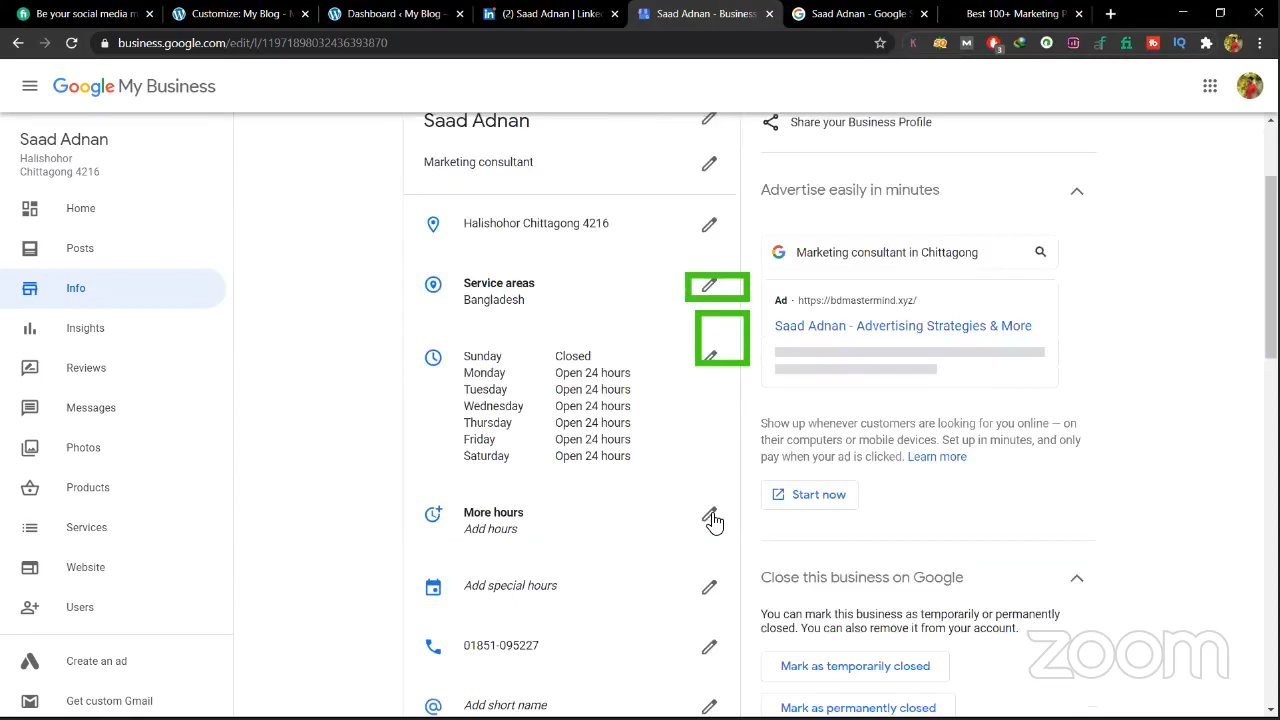 Be your social media m
Customize: My Blog – M
Dashboard ‹ My Blog –
(2) Saad Adnan | Linke
Saad Adnan - Business
Saad Adnan - Google S
Best 100+ Marketing P
business.google.com/edit/l/11971898032436393870
Google My Business
Saad Adnan
Halishohor
Chittagong 4216
Home
Posts
Info
Insights
Reviews
Messages
Photos
Products
Services
Website
Users
Create an ad
Get custom Gmail
Saad Adnan
Marketing consultant
Halishohor Chittagong 4216
Service areas
Bangladesh
Sunday Closed
Monday Open 24 hours
Tuesday Open 24 hours
Wednesday Open 24 hours
Thursday Open 24 hours
Friday Open 24 hours
Saturday Open 24 hours
More hours
Add hours
Add special hours
01851-095227
Add short name
Share your Business Profile
Advertise easily in minutes
Marketing consultant in Chittagong
Ad · https://bdmastermind.xyz/
Saad Adnan - Advertising Strategies & More
Show up whenever customers are looking for you online — on
their computers or mobile devices. Set up in minutes, and only
pay when your ad is clicked. Learn more
Start now
Close this business on Google
You can mark this business as temporarily or permanently
closed. You can also remove it from your account.
Mark as temporarily closed
Mark as permanently closed
zoom